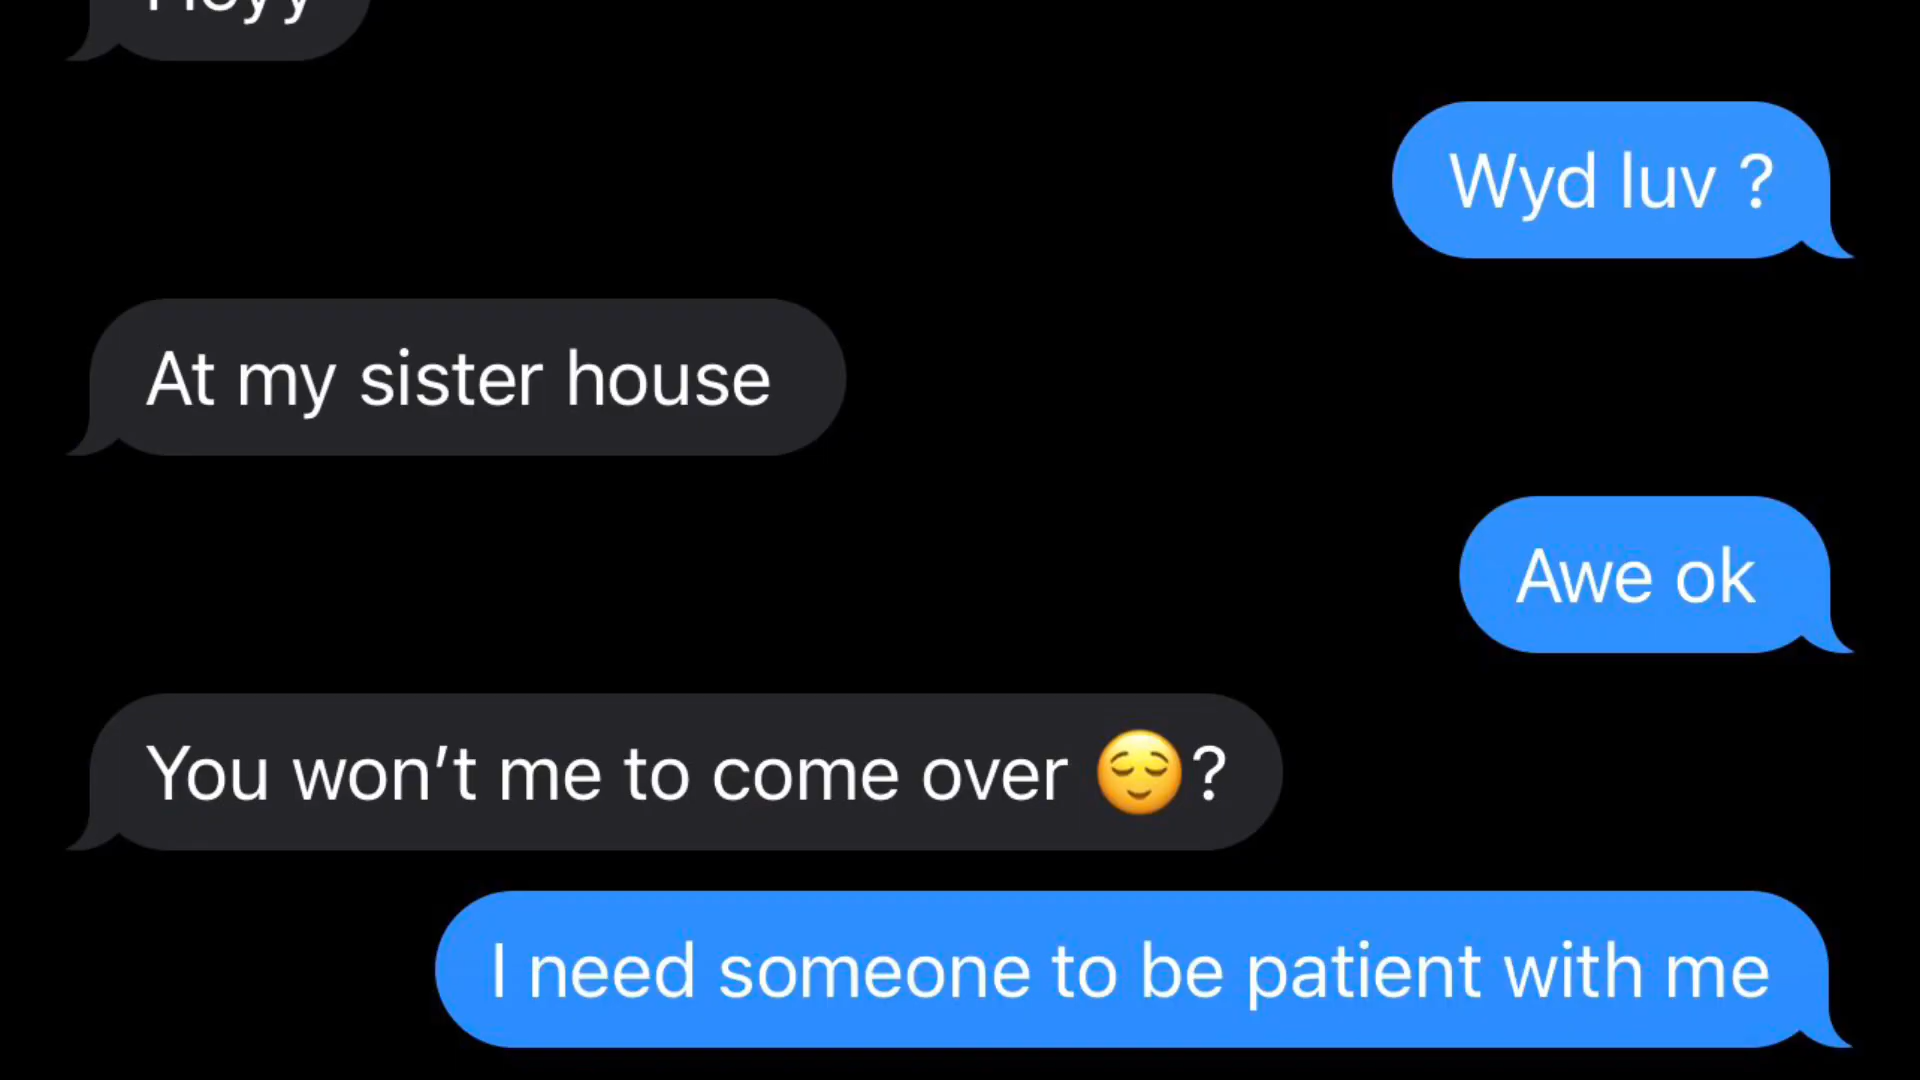 Wyd luv ?
At my sister house
Awe ok
You won’t me to come over 😌?
I need someone to be patient with me